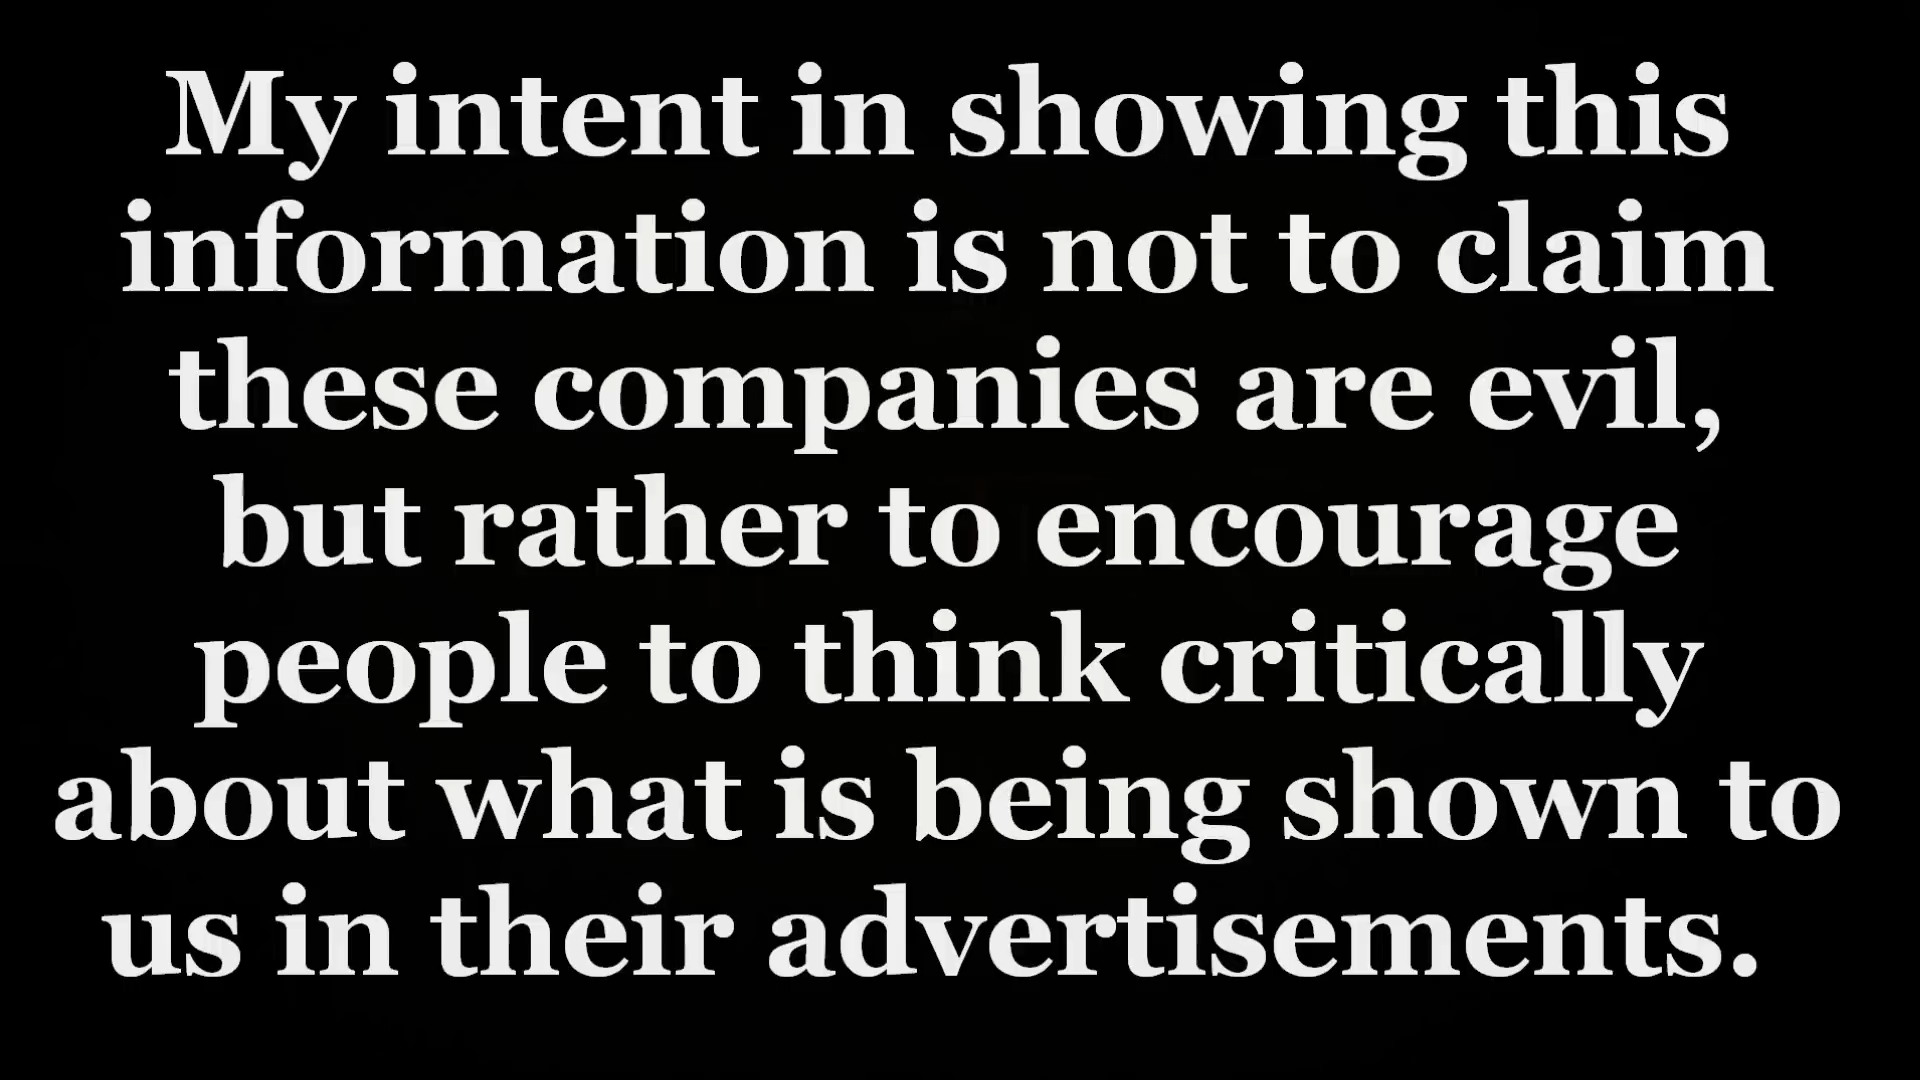 My intent in showing this
information is not to claim
these companies are evil,
but rather to encourage
people to think critically
about what is being shown to
us in their advertisements.